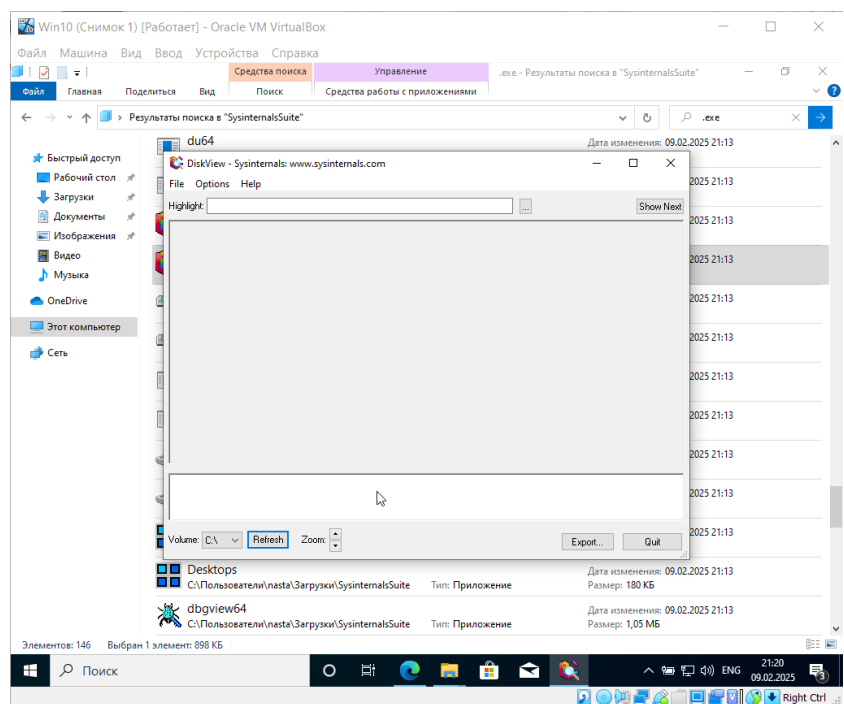 Win10 (Снимок 1) [Работает] - Oracle VM VirtualBox
Файл Машина Вид Ввод Устройства Справка
Средства поиска Управление .exe - Результаты поиска в "SysinternalsSuite"
Файл Главная Поделиться Вид Поиск Средства работы с приложениями
Результаты поиска в "SysinternalsSuite" .exe
du64 Дата изменения: 09.02.2025 21:13
DiskView - Sysinternals: www.sysinternals.com
File Options Help
Highlight: ... Show Next
Быстрый доступ
Рабочий стол
Загрузки
Документы
Изображения
Видео
Музыка
OneDrive
Этот компьютер
Сеть
2025 21:13
2025 21:13
2025 21:13
2025 21:13
2025 21:13
2025 21:13
2025 21:13
2025 21:13
2025 21:13
2025 21:13
Volume: C:\ Refresh Zoom: Export... Quit
Desktops Дата изменения: 09.02.2025 21:13
C:\Пользователи\nasta\Загрузки\SysinternalsSuite Тип: Приложение Размер: 180 КБ
dbgview64 Дата изменения: 09.02.2025 21:13
C:\Пользователи\nasta\Загрузки\SysinternalsSuite Тип: Приложение Размер: 1,05 МБ
Элементов: 146 Выбран 1 элемент: 898 КБ
Поиск ENG 21:20
09.02.2025 3
Right Ctrl